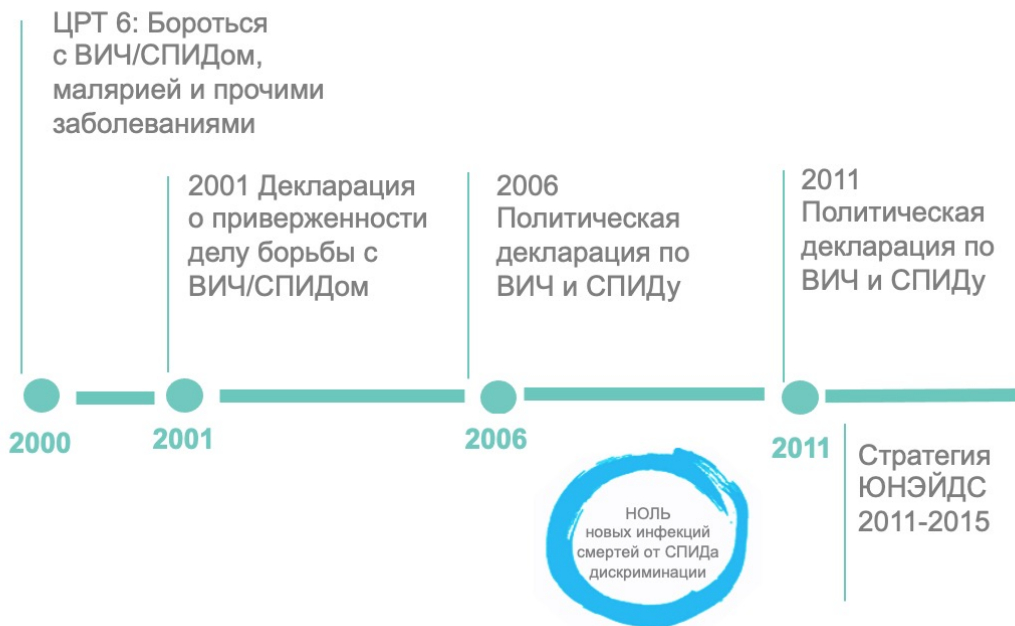 ЦРТ 6: Бороться
с ВИЧ/СПИДом,
малярией и прочими
заболеваниями
2001 Декларация
о приверженности
делу борьбы с
ВИЧ/СПИДом
2006
Политическая
декларация по
ВИЧ и СПИДу
2011
Политическая
декларация по
ВИЧ и СПИДу
2000
2001
2006
2011
Стратегия
ЮНЭЙДС
2011-2015
НОЛЬ
новых инфекций
смертей от СПИДа
дискриминации